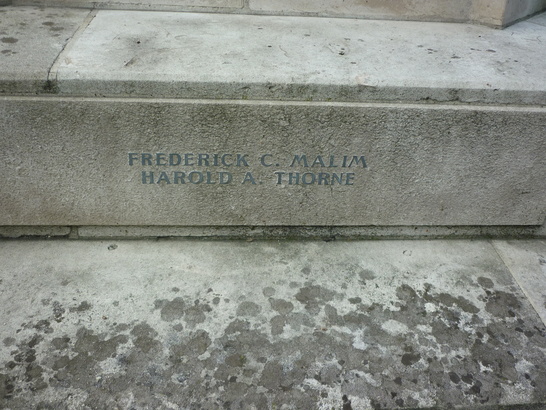 FREDERICK C. MALIM
HAROLD A. THORNE